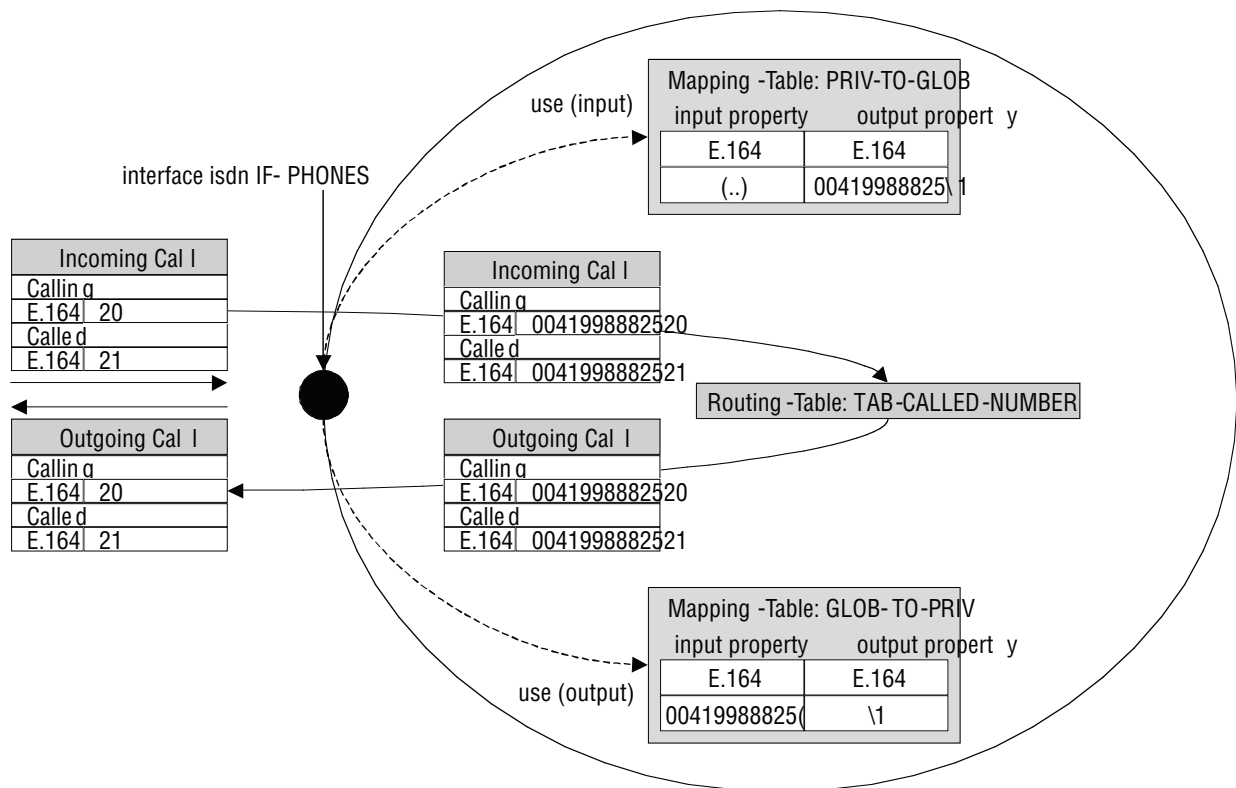 Mapping -Table: PRIV-TO-GLOB
use (input)
input property output propert y
E.164 E.164
(..) 00419988825\ 1
interface isdn IF- PHONES
Incoming Cal l
Callin g
E.164 20
Calle d
E.164 21
Incoming Cal l
Callin g
E.164 0041998882520
Calle d
E.164 0041998882521
Routing -Table: TAB-CALLED-NUMBER
Outgoing Cal l
Callin g
E.164 20
Calle d
E.164 21
Outgoing Cal l
Callin g
E.164 0041998882520
Calle d
E.164 0041998882521
Mapping -Table: GLOB- TO-PRIV
input property output propert y
E.164 E.164
00419988825( \1
use (output)